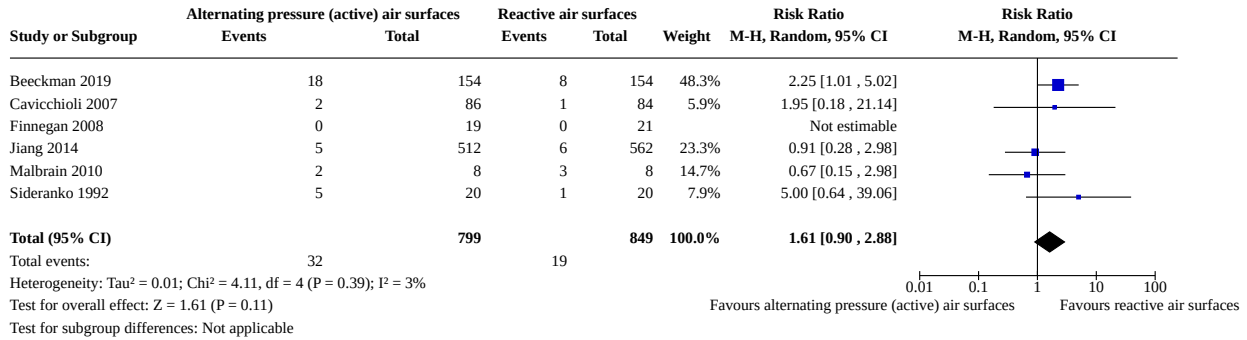 Alternating pressure (active) air surfaces Reactive air surfaces Risk Ratio Risk Ratio
Study or Subgroup Events Total Events Total Weight M-H, Random, 95% CI M-H, Random, 95% CI
Beeckman 2019 18 154 8 154 48.3% 2.25 [1.01 , 5.02]
Cavicchioli 2007 2 86 1 84 5.9% 1.95 [0.18 , 21.14]
Finnegan 2008 0 19 0 21 Not estimable
Jiang 2014 5 512 6 562 23.3% 0.91 [0.28 , 2.98]
Malbrain 2010 2 8 3 8 14.7% 0.67 [0.15 , 2.98]
Sideranko 1992 5 20 1 20 7.9% 5.00 [0.64 , 39.06]
Total (95% CI) 799 849 100.0% 1.61 [0.90 , 2.88]
Total events: 32 19
Heterogeneity: Tau² = 0.01; Chi² = 4.11, df = 4 (P = 0.39); I² = 3%
0.01 0.1 1 10 100
Test for overall effect: Z = 1.61 (P = 0.11) Favours alternating pressure (active) air surfaces Favours reactive air surfaces
Test for subgroup differences: Not applicable